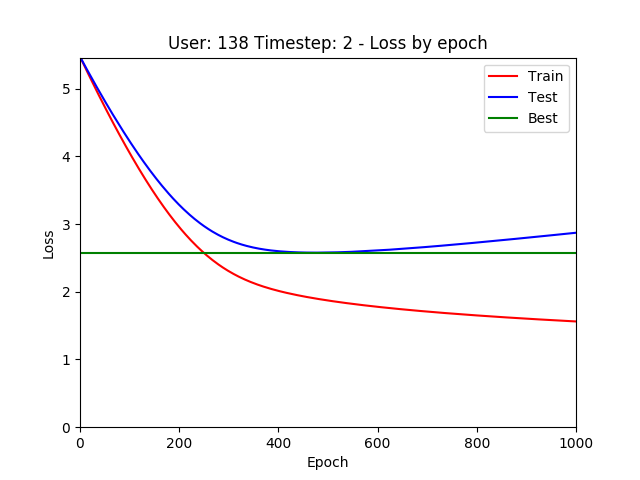 User: 138 Timestep: 2 - Loss by epoch
Train
Test
Best
5
4
3
2
1
0
Loss
0 200 400 600 800 1000
Epoch